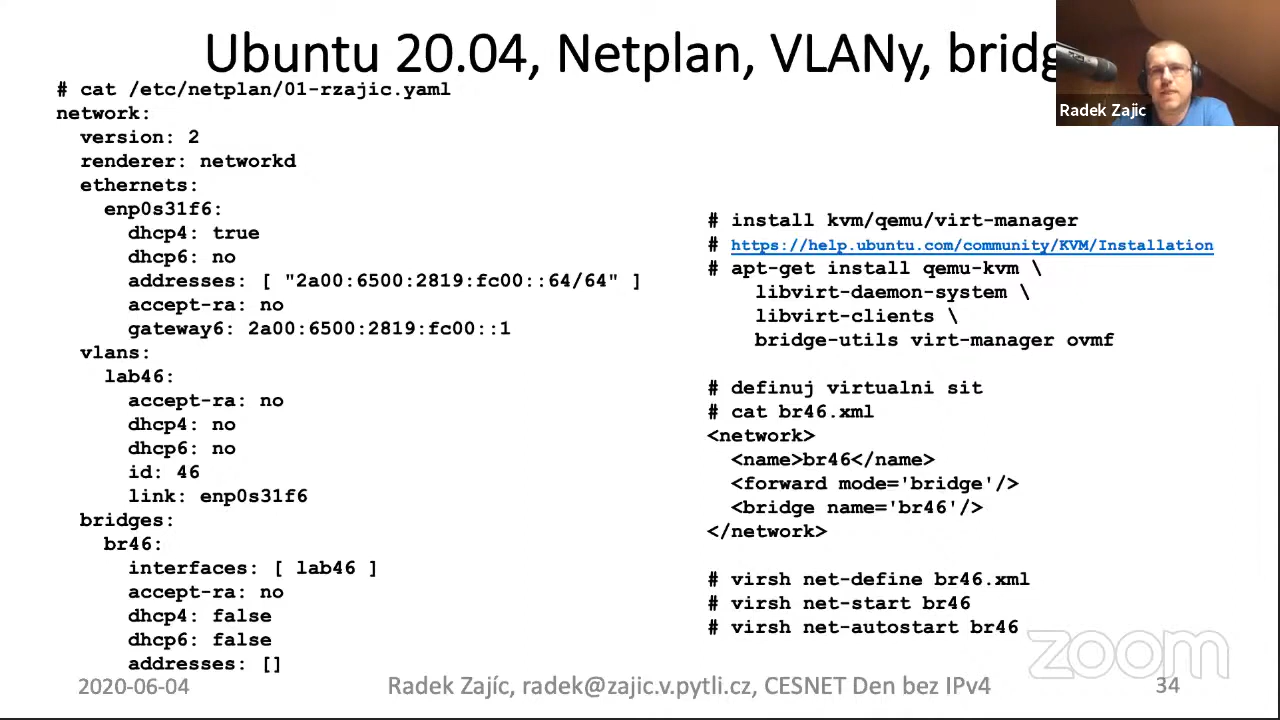 Ubuntu 20.04, Netplan, VLANy, bridg
Radek Zajic
# cat /etc/netplan/01-rzajic.yaml
network:
  version: 2
  renderer: networkd
  ethernets:
    enp0s31f6:
      dhcp4: true
      dhcp6: no
      addresses: [ "2a00:6500:2819:fc00::64/64" ]
      accept-ra: no
      gateway6: 2a00:6500:2819:fc00::1
  vlans:
    lab46:
      accept-ra: no
      dhcp4: no
      dhcp6: no
      id: 46
      link: enp0s31f6
  bridges:
    br46:
      interfaces: [ lab46 ]
      accept-ra: no
      dhcp4: false
      dhcp6: false
      addresses: []
# install kvm/qemu/virt-manager
# https://help.ubuntu.com/community/KVM/Installation
# apt-get install qemu-kvm \
    libvirt-daemon-system \
    libvirt-clients \
    bridge-utils virt-manager ovmf
# definuj virtualni sit
# cat br46.xml
<network>
  <name>br46</name>
  <forward mode='bridge'/>
  <bridge name='br46'/>
</network>
# virsh net-define br46.xml
# virsh net-start br46
# virsh net-autostart br46
zoom
2020-06-04
Radek Zajíc, radek@zajic.v.pytli.cz, CESNET Den bez IPv4
34